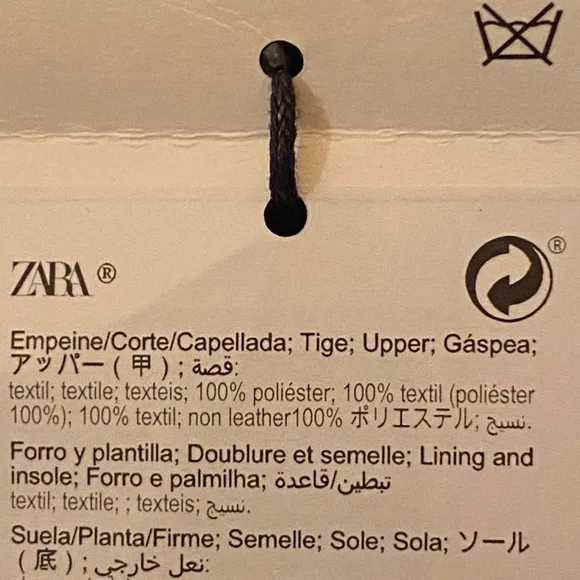 ZARA ®
®
Empeine/Corte/Capellada; Tige; Upper; Gáspea;
アッパー ( 甲 ) ; قصة:
textil; textile; texteis; 100% poliéster; 100% textil (poliéster
100%); 100% textil; non leather100% ポリエステル; نسيج.
Forro y plantilla; Doublure et semelle; Lining and
insole; Forro e palmilha; تبطين/قاعدة
textil; textile; ; texteis; نسيج.
Suela/Planta/Firme; Semelle; Sole; Sola; ソール
( 底 ) ; نعل خارجي: